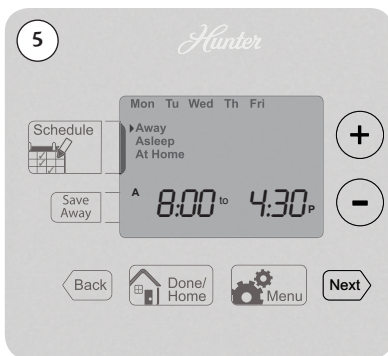 5
Hunter
Mon Tu Wed Th Fri
Schedule
Away
Asleep
At Home
+
Save
Away
A 8:00 to 4:30 P
-
Back
Done/
Home
Menu
Next